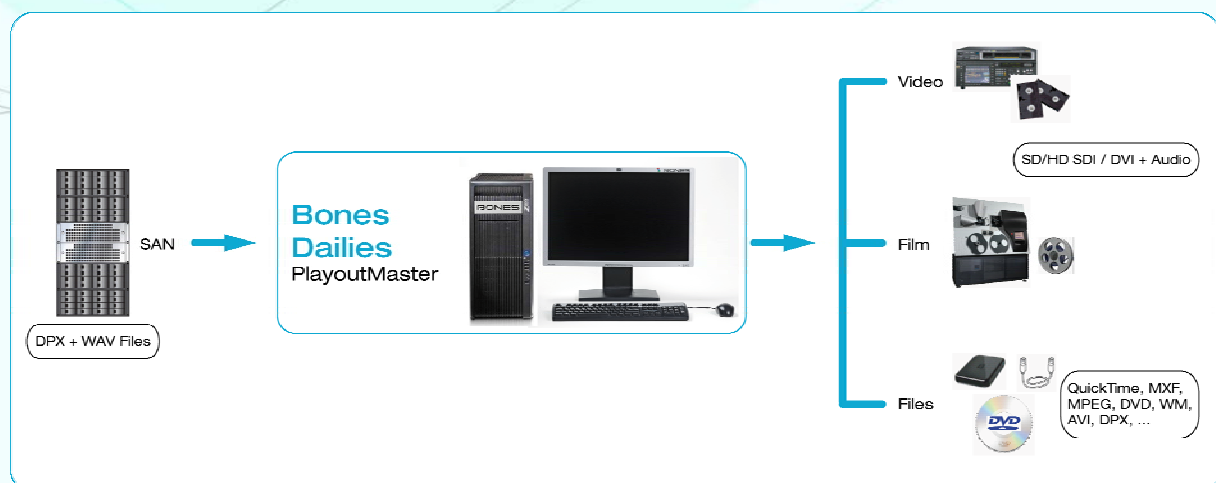 SAN
DPX + WAV Files
Bones
Dailies
PlayoutMaster
BONES
BONES
Video
SD/HD SDI / DVI + Audio
Film
Files
DVD
QuickTime, MXF,
MPEG, DVD, WM,
AVI, DPX, ...